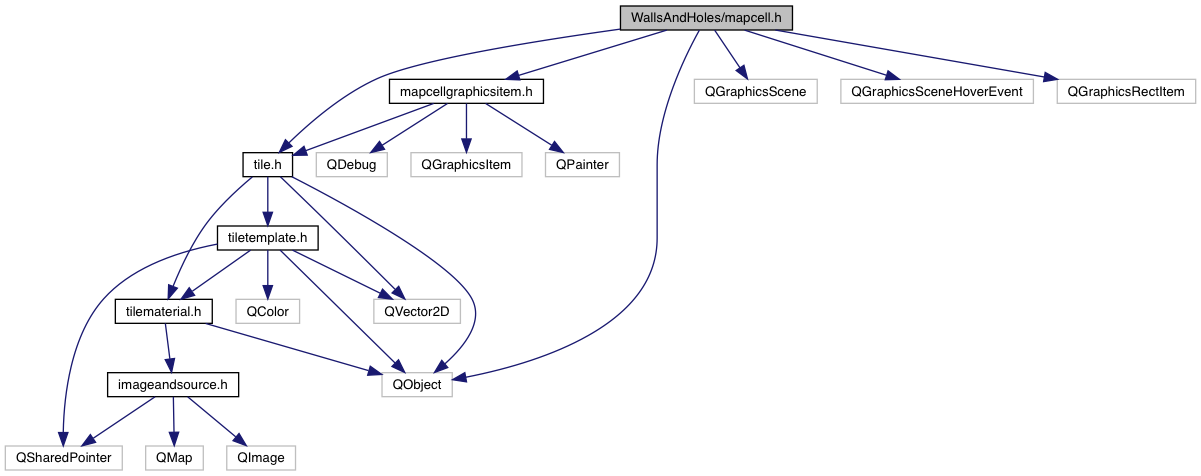 WallsAndHoles/mapcell.h
mapcellgraphicsitem.h
QGraphicsScene
QGraphicsSceneHoverEvent
QGraphicsRectItem
tile.h
QDebug
QGraphicsItem
QPainter
tiletemplate.h
tilematerial.h
QColor
QVector2D
imageandsource.h
QObject
QSharedPointer
QMap
QImage